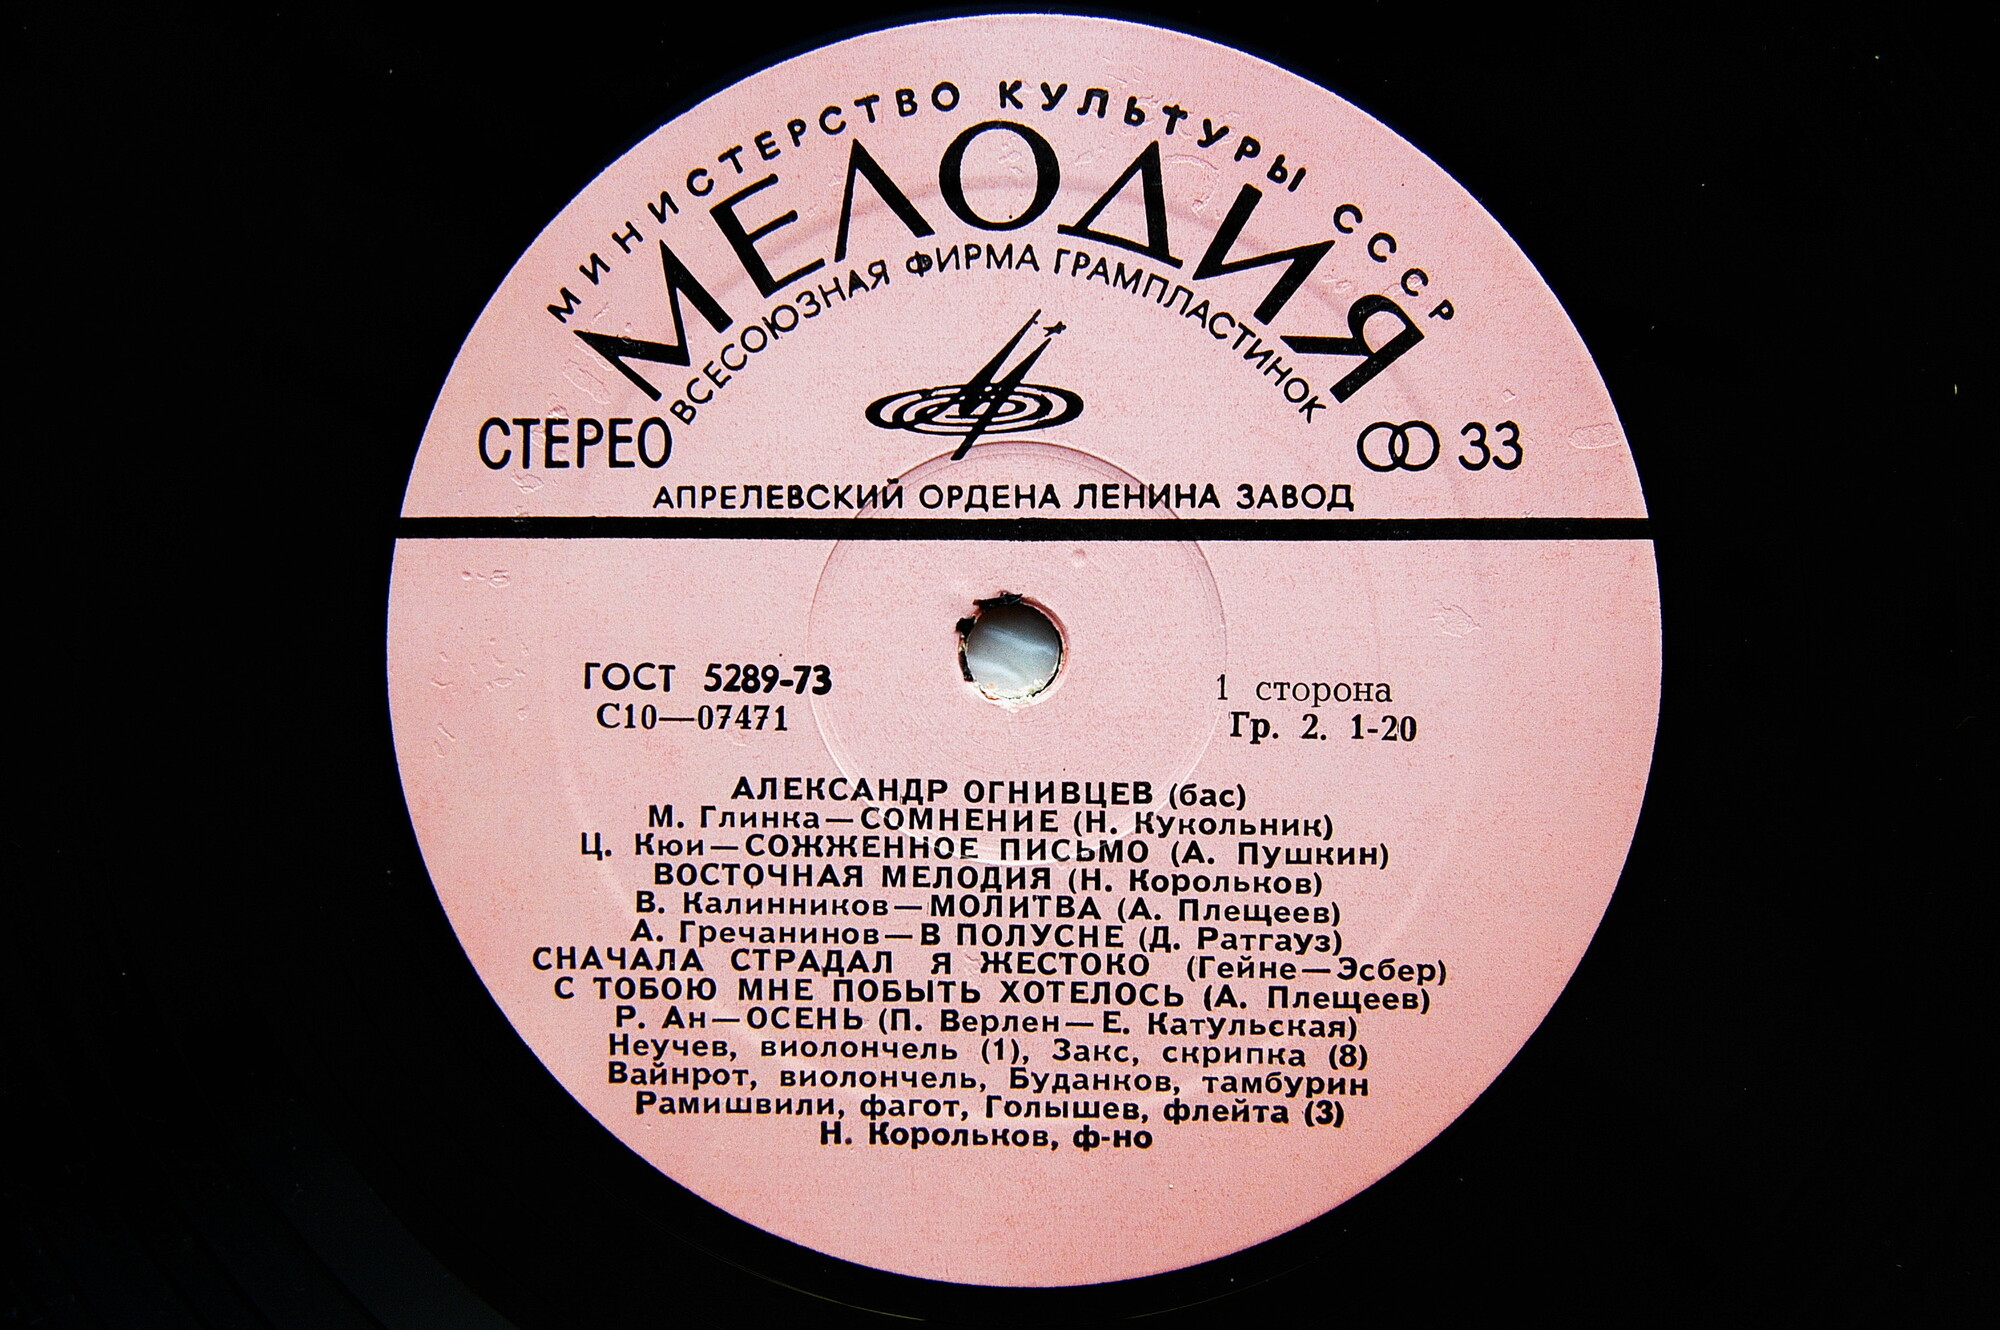 МИНИСТЕРСТВО КУЛЬТУРЫ СССР
МЕЛОДИЯ
ВСЕСОЮЗНАЯ ФИРМА ГРАМПЛАСТИНОК
СТЕРЕО
33
АПРЕЛЕВСКИЙ ОРДЕНА ЛЕНИНА ЗАВОД
ГОСТ 5289-73
С10—07471
1 сторона
Гр. 2. 1-20
АЛЕКСАНДР ОГНИВЦЕВ (бас)
М. Глинка—СОМНЕНИЕ (Н. Кукольник)
Ц. Кюи—СОЖЖЕННОЕ ПИСЬМО (А. Пушкин)
ВОСТОЧНАЯ МЕЛОДИЯ (Н. Корольков)
В. Калинников—МОЛИТВА (А. Плещеев)
А. Гречанинов—В ПОЛУСНЕ (Д. Ратгауз)
СНАЧАЛА СТРАДАЛ Я ЖЕСТОКО (Гейне—Эсбер)
С ТОБОЮ МНЕ ПОБЫТЬ ХОТЕЛОСЬ (А. Плещеев)
Р. Ан—ОСЕНЬ (П. Верлен—Е. Катульская)
Неучев, виолончель (1), Закс, скрипка (8)
Вайнрот, виолончель, Буданков, тамбурин
Рамишвили, фагот, Голышев, флейта (3)
Н. Корольков, ф-но